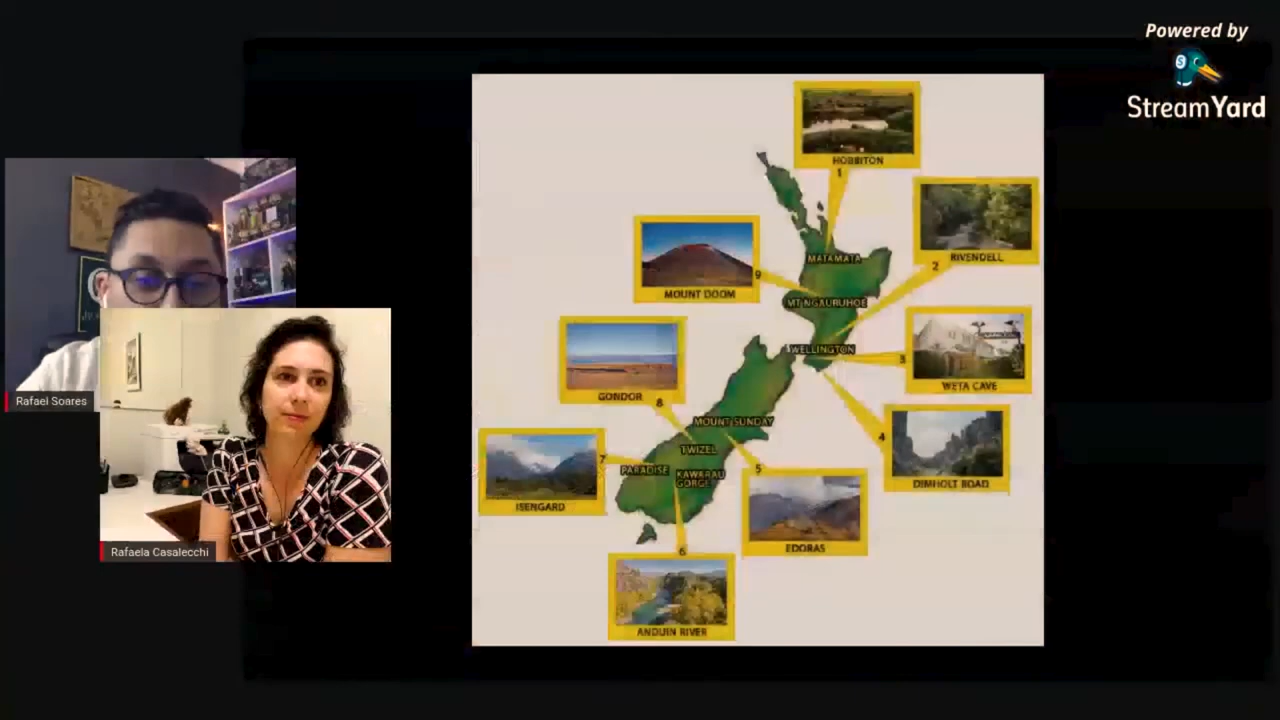 Powered by
StreamYard
HOBBITON
1
RIVENDELL
2
MATAMATA
MOUNT DOOM
9
MT NGAURUHOE
WELLINGTON
3
WETA CAVE
GONDOR
8
MOUNT SUNDAY
4
DIMHOLT ROAD
TWIZEL
7
PARADISE
KAWARAU
GORGE
5
ISENGARD
EDORAS
6
ANDUIN RIVER
Rafael Soares
Rafaela Casalecchi